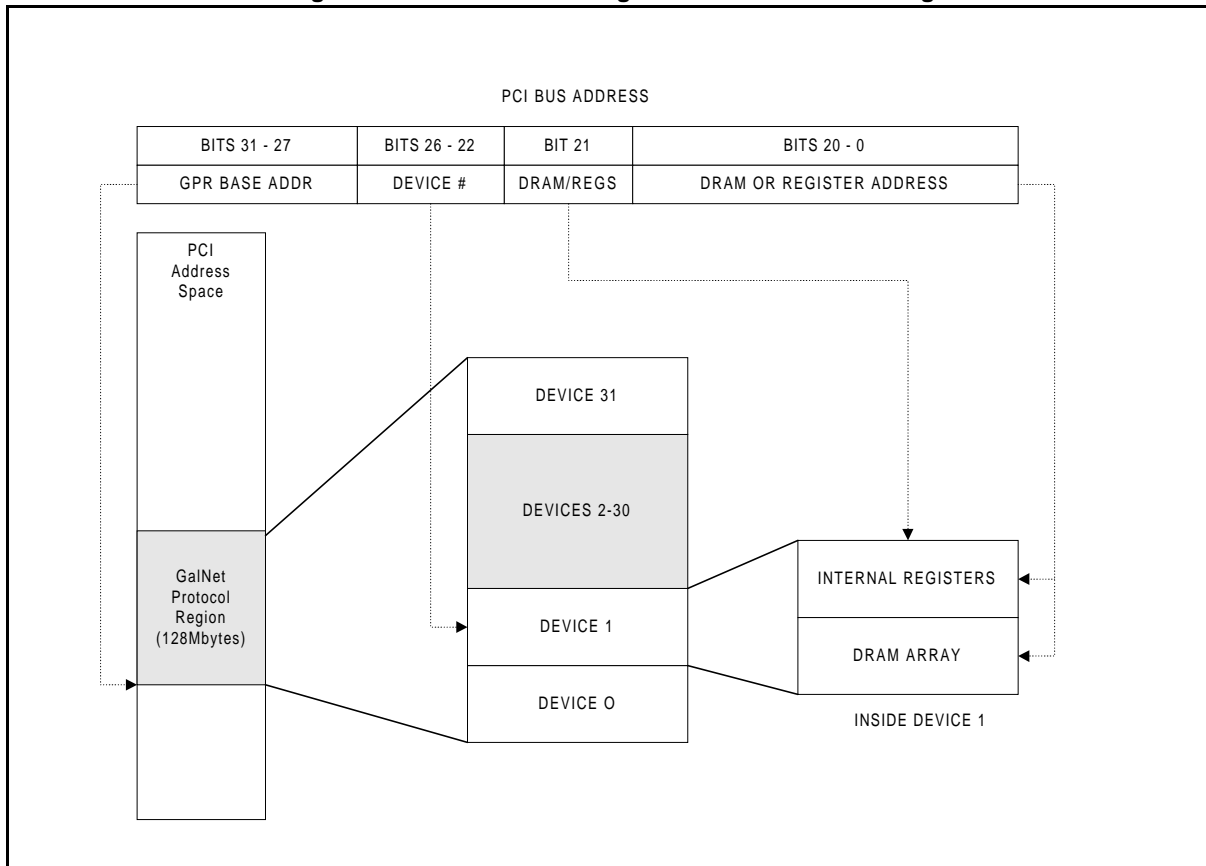 PCI BUS ADDRESS
BITS 31 - 27
BITS 26 - 22
BIT 21
BITS 20 - 0
GPR BASE ADDR
DEVICE #
DRAM/REGS
DRAM OR REGISTER ADDRESS
PCI
Address
Space
GalNet
Protocol
Region
(128Mbytes)
DEVICE 31
DEVICES 2-30
DEVICE 1
DEVICE O
INTERNAL REGISTERS
DRAM ARRAY
INSIDE DEVICE 1